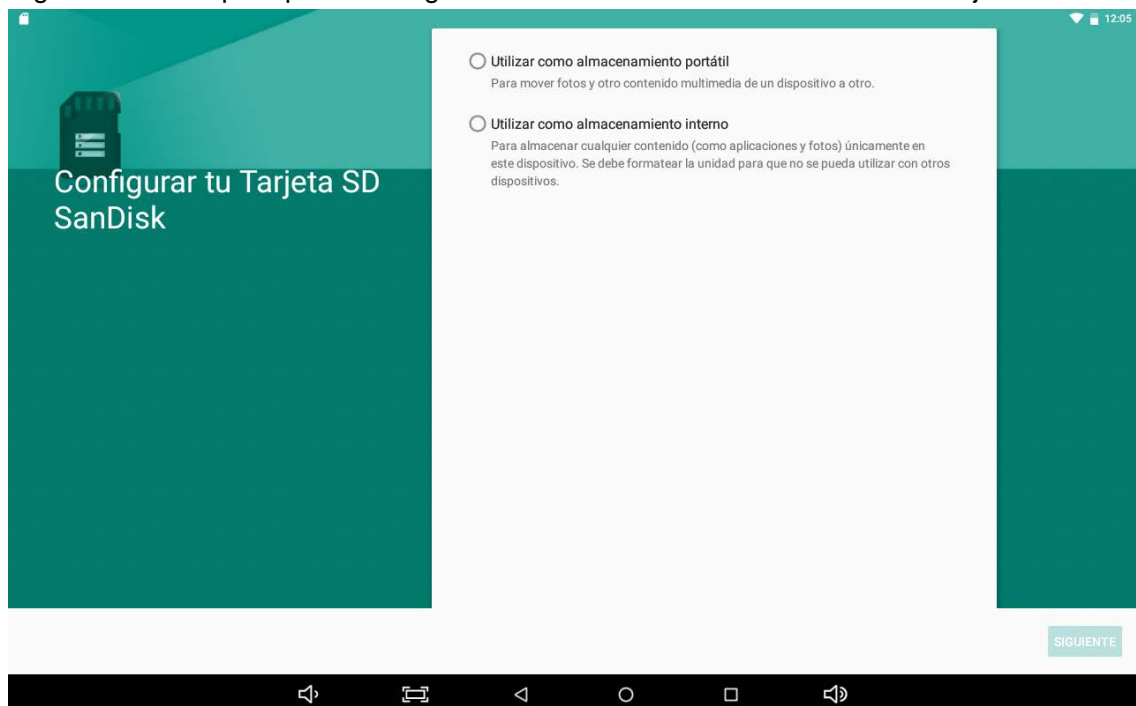 12:05
Utilizar como almacenamiento portátil
Para mover fotos y otro contenido multimedia de un dispositivo a otro.
Utilizar como almacenamiento interno
Para almacenar cualquier contenido (como aplicaciones y fotos) únicamente en
este dispositivo. Se debe formatear la unidad para que no se pueda utilizar con otros
dispositivos.
Configurar tu Tarjeta SD
SanDisk
SIGUIENTE